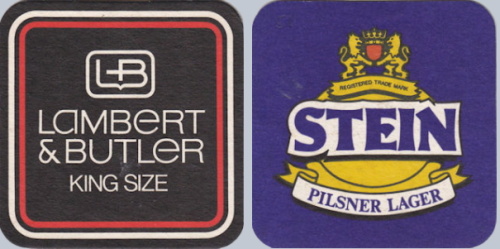 LB
LAMBERT
& BUTLER
KING SIZE
REGISTERED TRADE MARK
STEIN
PILSNER LAGER